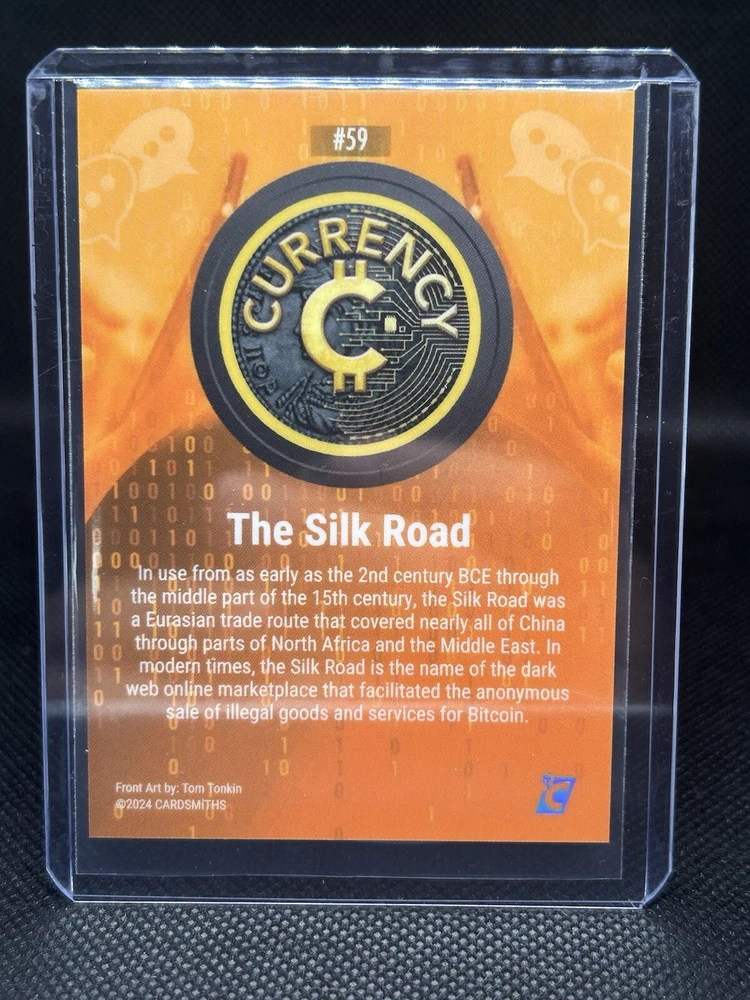 #59
CURRENCY
The Silk Road
In use from as early as the 2nd century BCE through
the middle part of the 15th century, the Silk Road was
a Eurasian trade route that covered nearly all of China
through parts of North Africa and the Middle East. In
modern times, the Silk Road is the name of the dark
web online marketplace that facilitated the anonymous
sale of illegal goods and services for Bitcoin.
Front Art by: Tom Tonkin
©2024 CARDSMITHS